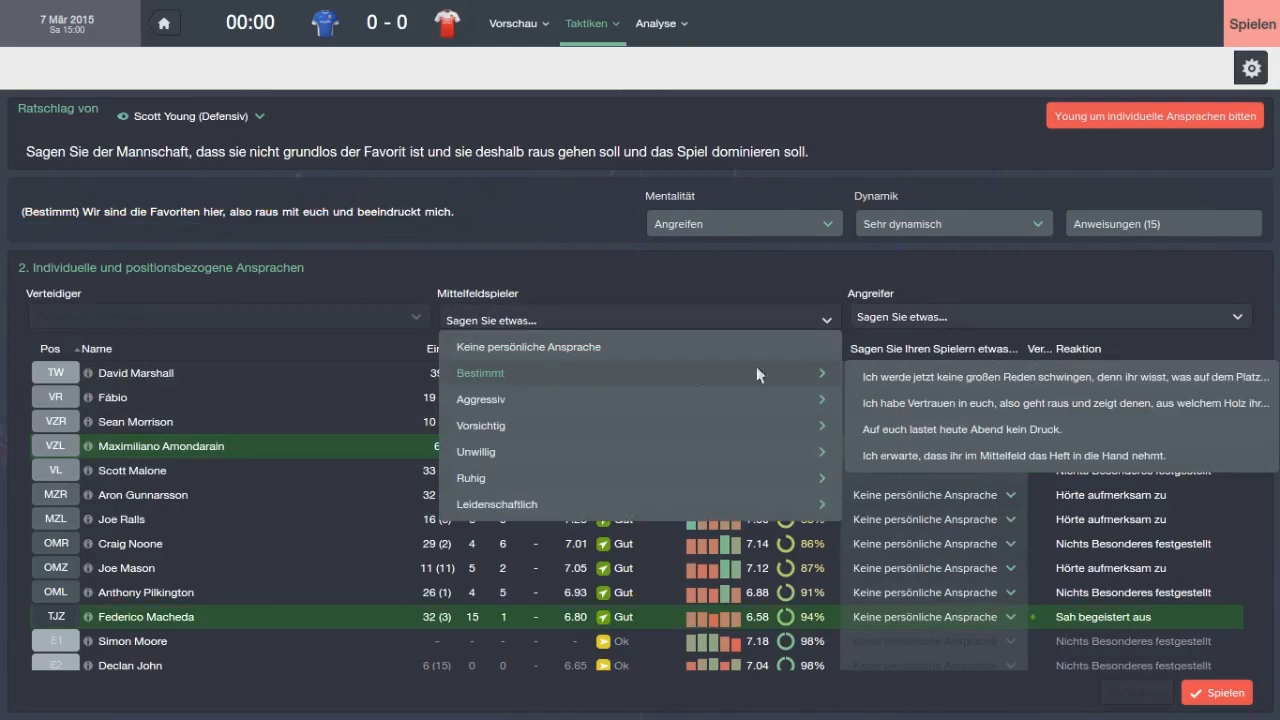 7 Mär 2015
Sa 15:00
00:00
0 - 0
Vorschau
Taktiken
Analyse
Spielen
Ratschlag von
Scott Young (Defensiv)
Young um individuelle Ansprachen bitten
Sagen Sie der Mannschaft, dass sie nicht grundlos der Favorit ist und sie deshalb raus gehen soll und das Spiel dominieren soll.
Mentalität
Dynamik
(Bestimmt) Wir sind die Favoriten hier, also raus mit euch und beeindruckt mich.
Angreifen
Sehr dynamisch
Anweisungen (15)
2. Individuelle und positionsbezogene Ansprachen
Verteidiger
Mittelfeldspieler
Angreifer
Sagen Sie etwas...
Sagen Sie etwas...
Keine persönliche Ansprache
Bestimmt
Aggressiv
Vorsichtig
Unwillig
Ruhig
Leidenschaftlich
Ich werde jetzt keine großen Reden schwingen, denn ihr wisst, was auf dem Platz...
Ich habe Vertrauen in euch, also geht raus und zeigt denen, aus welchem Holz ihr...
Auf euch lastet heute Abend kein Druck.
Ich erwarte, dass ihr im Mittelfeld das Heft in die Hand nehmt.
Pos Name Ein Sagen Sie Ihren Spielern etwas... Ver... Reaktion
TW David Marshall 39
VR Fábio 19
VZR Sean Morrison
VZL Maximiliano Amondarain 6
VL Scott Malone 33 Nichts Besonderes festgestellt
MZR Aron Gunnarsson 32 Keine persönliche Ansprache Hörte aufmerksam zu
MZL Joe Ralls 16 Gut Keine persönliche Ansprache Hörte aufmerksam zu
OMR Craig Noone 29 (2) 4 6 - 7.01 Gut 7.14 86% Keine persönliche Ansprache Nichts Besonderes festgestellt
OMZ Joe Mason 11 (11) 5 2 - 7.05 Gut 7.12 87% Keine persönliche Ansprache Hörte aufmerksam zu
OML Anthony Pilkington 26 (1) 4 5 - 6.93 Gut 6.88 91% Keine persönliche Ansprache Nichts Besonderes festgestellt
TJZ Federico Macheda 32 (3) 15 1 - 6.80 Gut 6.58 94% Keine persönliche Ansprache Sah begeistert aus
E1 Simon Moore - - - - - Ok 7.18 98% Keine persönliche Ansprache Nichts Besonderes festgestellt
E2 Declan John 6 (15) 0 0 - 6.65 Ok 7.04 98% Keine persönliche Ansprache Nichts Besonderes festgestellt
Spielen